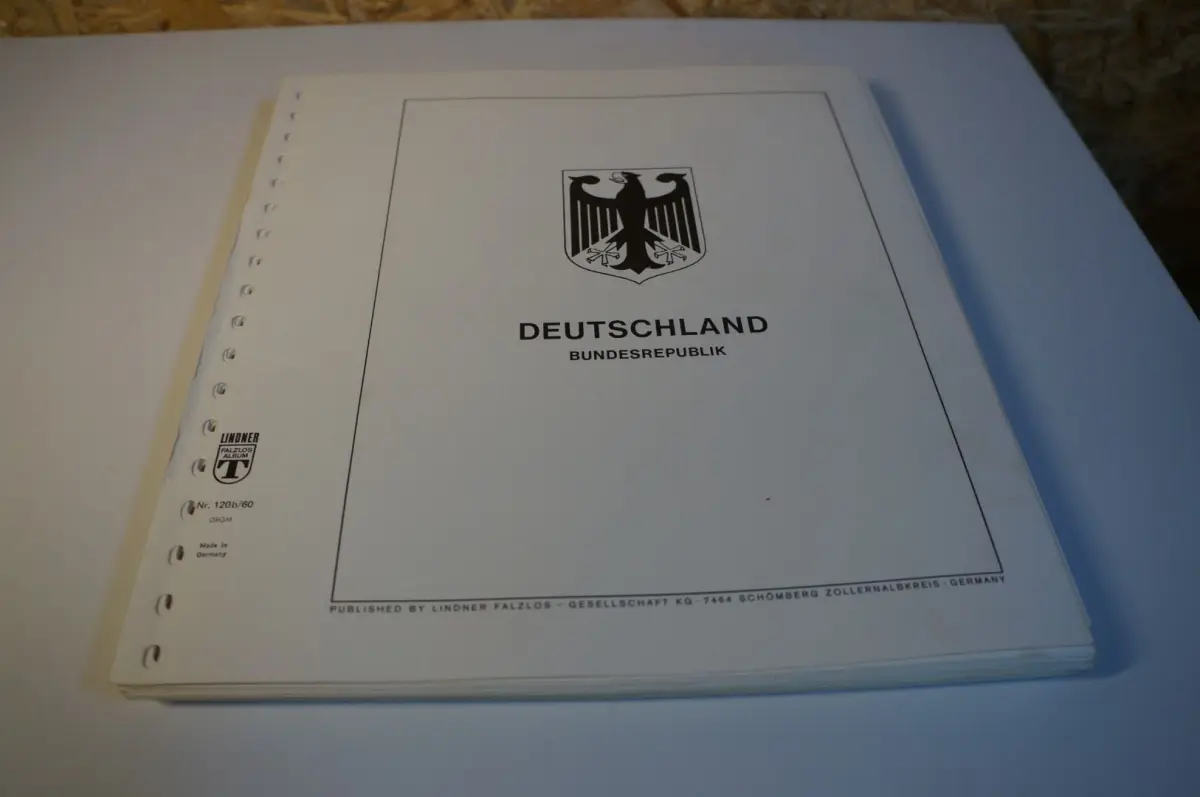 DEUTSCHLAND
BUNDESREPUBLIK
LINDNER
FALZLOS
ALBUM
T
Nr. 120b/60
DBGM
Made in
Germany
PUBLISHED BY LINDNER FALZLOS - GESELLSCHAFT KG · 7464 SCHÖMBERG ZOLLERNALBKREIS · GERMANY